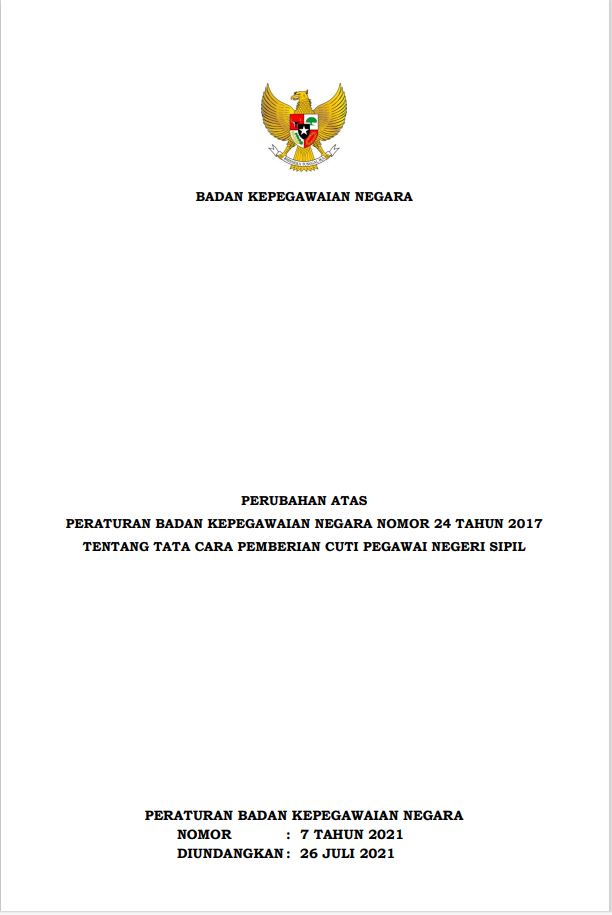 BADAN KEPEGAWAIAN NEGARA
PERUBAHAN ATAS
PERATURAN BADAN KEPEGAWAIAN NEGARA NOMOR 24 TAHUN 2017
TENTANG TATA CARA PEMBERIAN CUTI PEGAWAI NEGERI SIPIL
PERATURAN BADAN KEPEGAWAIAN NEGARA
NOMOR : 7 TAHUN 2021
DIUNDANGKAN : 26 JULI 2021